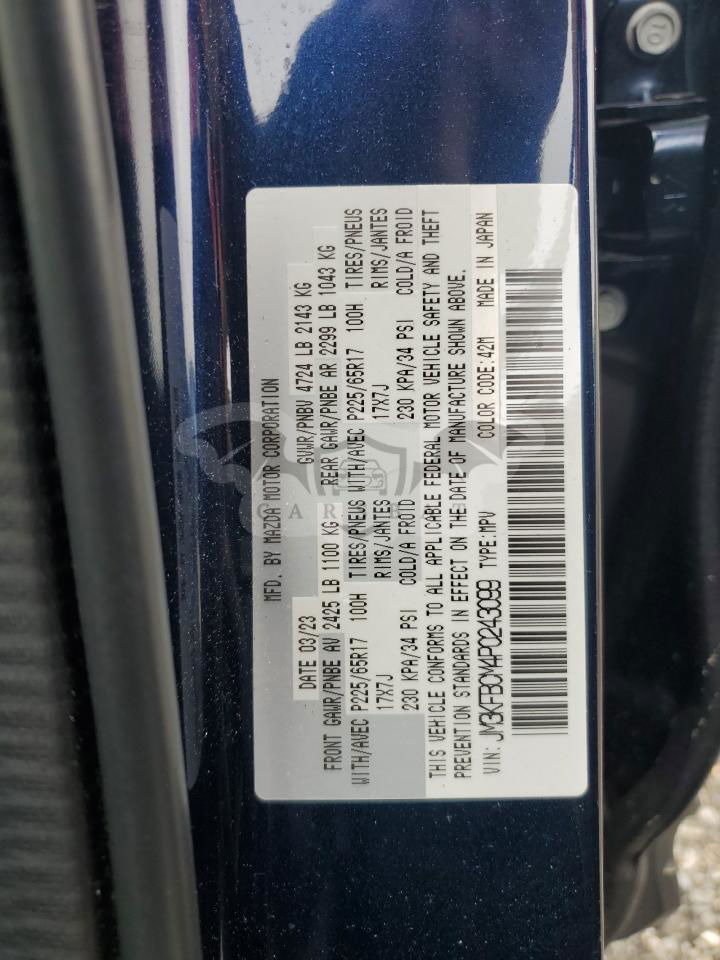 MFD. BY MAZDA MOTOR CORPORATION
DATE 03/23 GVWR/PNBV 4724 LB 2143 KG
FRONT GAWR/PNBE AV 2425 LB 1100 KG REAR GAWR/PNBE AR 2299 LB 1043 KG
WITH/AVEC P225/65R17 100H TIRES/PNEUS WITH/AVEC P225/65R17 100H TIRES/PNEUS
17X7J RIMS/JANTES 17X7J RIMS/JANTES
230 KPA/34 PSI COLD/A FROID 230 KPA/34 PSI COLD/A FROID
THIS VEHICLE CONFORMS TO ALL APPLICABLE FEDERAL MOTOR VEHICLE SAFETY AND THEFT
PREVENTION STANDARDS IN EFFECT ON THE DATE OF MANUFACTURE SHOWN ABOVE.
VIN: JM3KFBCM4P0243099 TYPE:MPV COLOR CODE:42M MADE IN JAPAN
10